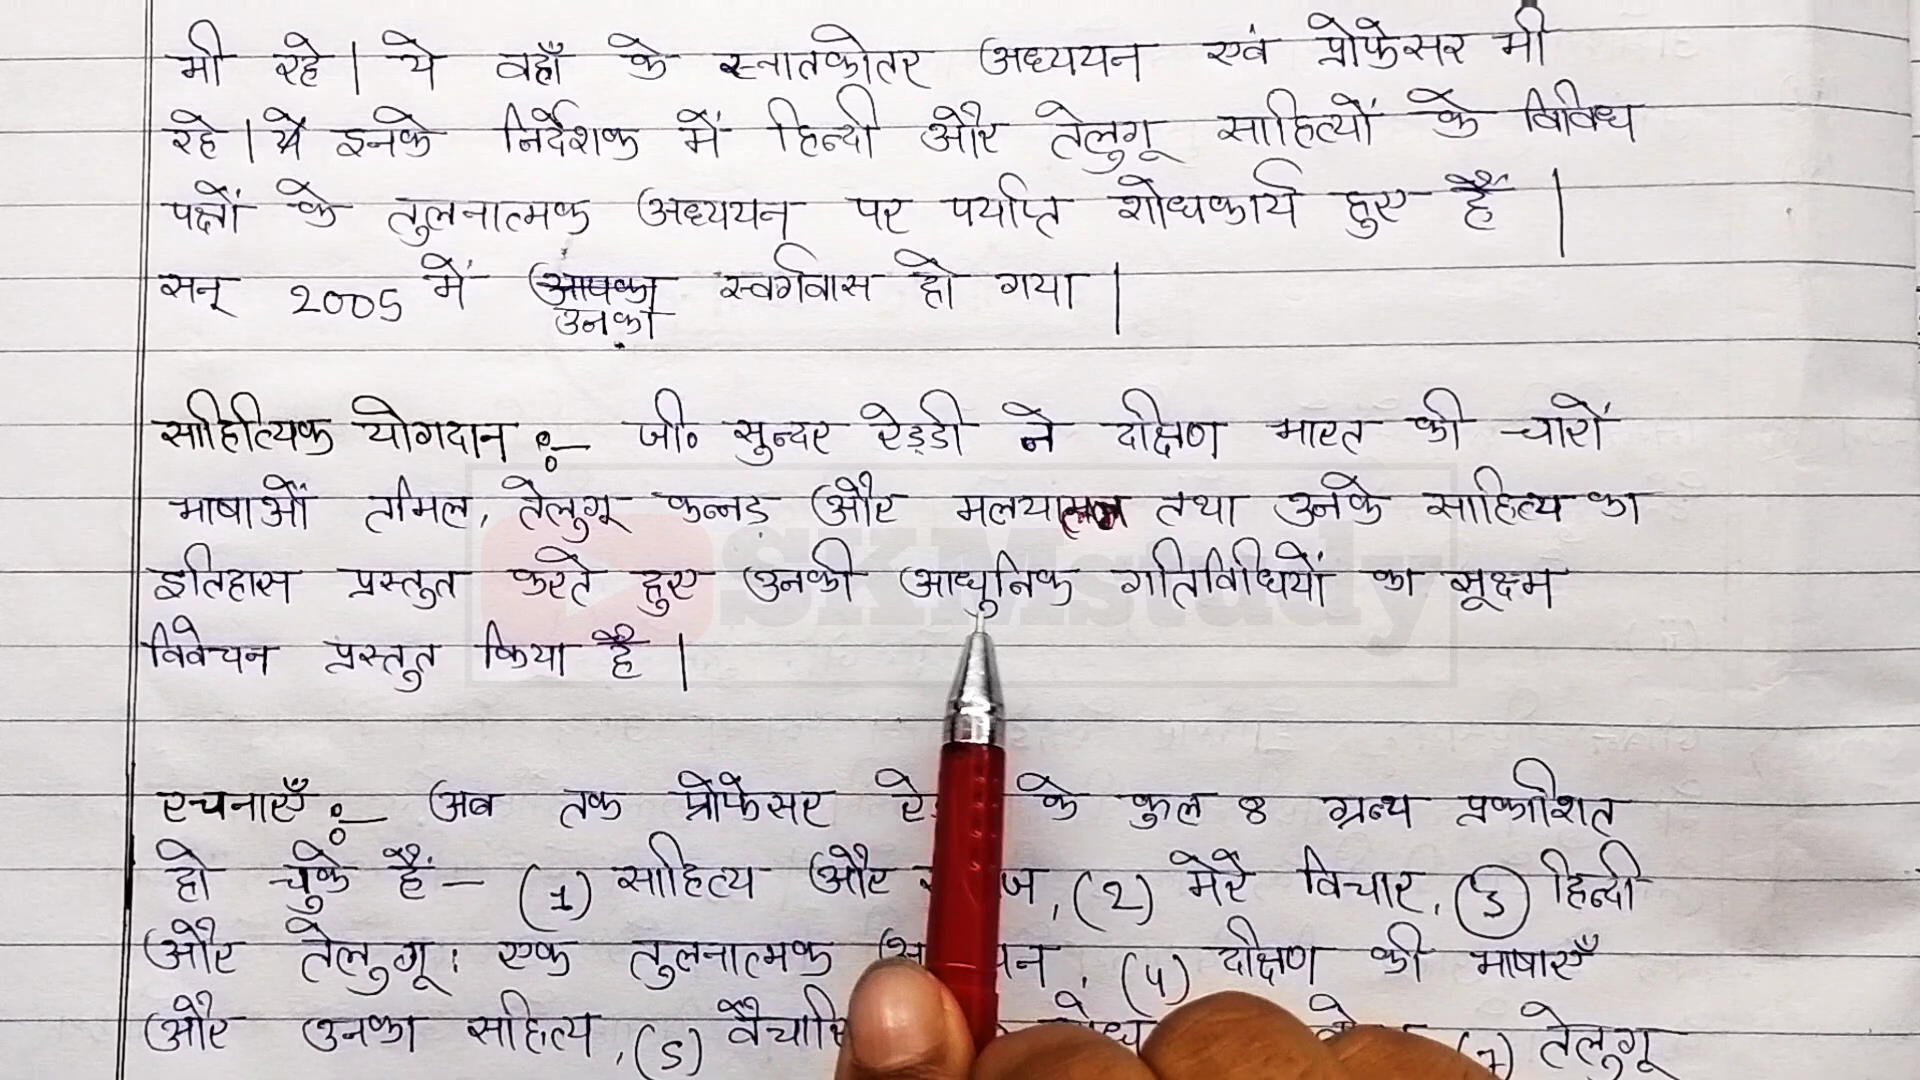 भी रहे। ये वहाँ के स्नातकोतर अध्ययन एवं प्रोफेसर भी
रहे। ये इनके निर्देशक में हिन्दी और तेलुगू साहित्यों के विविध
पक्षों के तुलनात्मक अध्ययन पर पर्याप्त शोधकार्य हुए हैं।
सन् 2005 में आपका स्वर्गवास हो गया।
उनका
साहित्यिक योगदान :- जी० सुन्दर रेड्डी ने दक्षिण भारत की चारों
भाषाओं तमिल, तेलुगू कन्नड़ और मलयालम तथा उनके साहित्य का
इतिहास प्रस्तुत करते हुए उनकी आधुनिक गतिविधियों का सूक्ष्म
विवेचन प्रस्तुत किया है।
SKMstudy
रचनाएँ :- अब तक प्रोफेसर के कुल 8 ग्रन्थ प्रकाशित
हो चुके हैं- (1) साहित्य और (2) मेरे विचार, (3) हिन्दी
और तेलुगू: एक तुलनात्मक (4) दक्षिण की भाषाएँ
और उनका सहित्य, (5) (7) तेलुगू